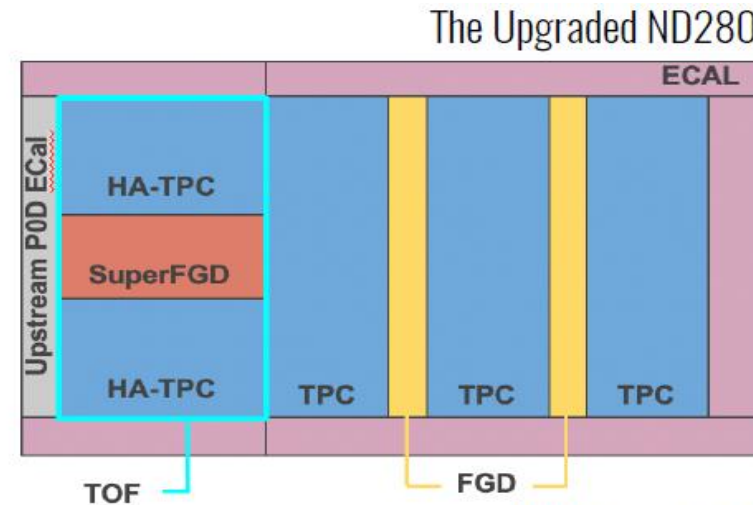 The Upgraded ND280
ECAL
Upstream P0D ECal
HA-TPC
SuperFGD
HA-TPC
TPC
TPC
TPC
TOF
FGD